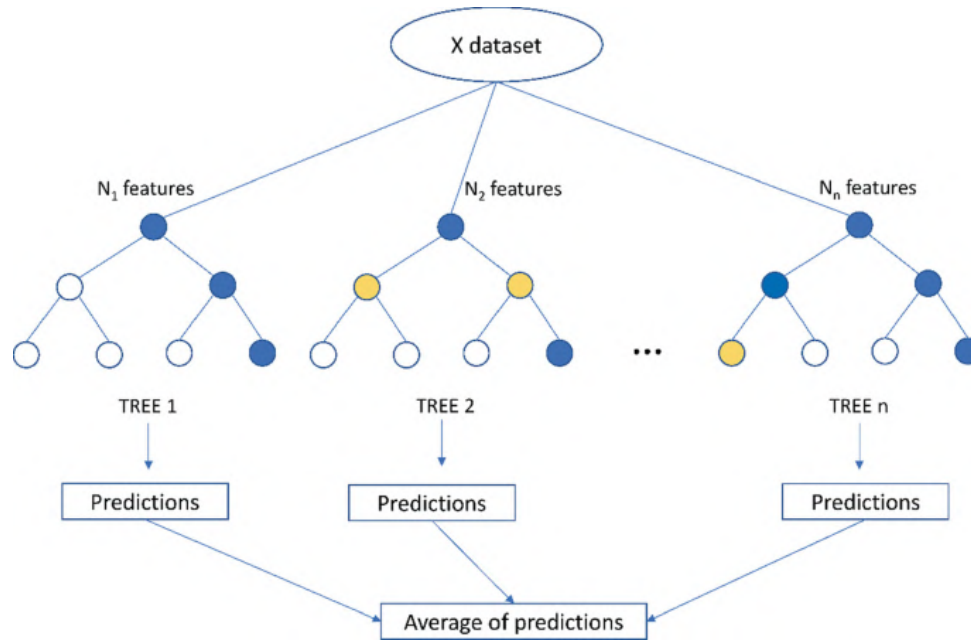 X dataset
N₁ features
N₂ features
Nₙ features
...
TREE 1
TREE 2
TREE n
Predictions
Predictions
Predictions
Average of predictions